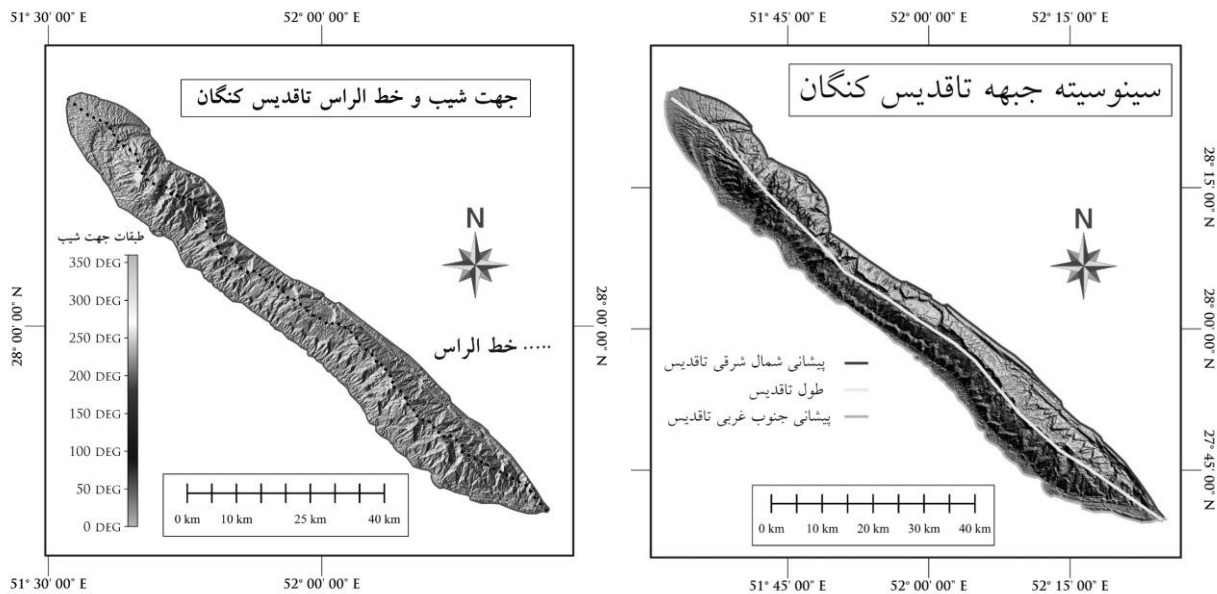 51° 30' 00" E
52° 00' 00" E
جهت شیب و خط الراس تاقدیس کنگان
N
طبقات جهت شیب
350 DEG
300 DEG
250 DEG
200 DEG
150 DEG
100 DEG
50 DEG
0 DEG
28° 00' 00" N
28° 00' 00" N
خط الراس .....
0 km
10 km
25 km
40 km
51° 30' 00" E
52° 00' 00" E
51° 45' 00" E
52° 00' 00" E
52° 15' 00" E
سینوسیته جبهه تاقدیس کنگان
N
28° 15' 00" N
28° 00' 00" N
27° 45' 00" N
پیشانی شمال شرقی تاقدیس
طول تاقدیس
پیشانی جنوب غربی تاقدیس
0 km
10 km
20 km
30 km
40 km
51° 45' 00" E
52° 00' 00" E
52° 15' 00" E